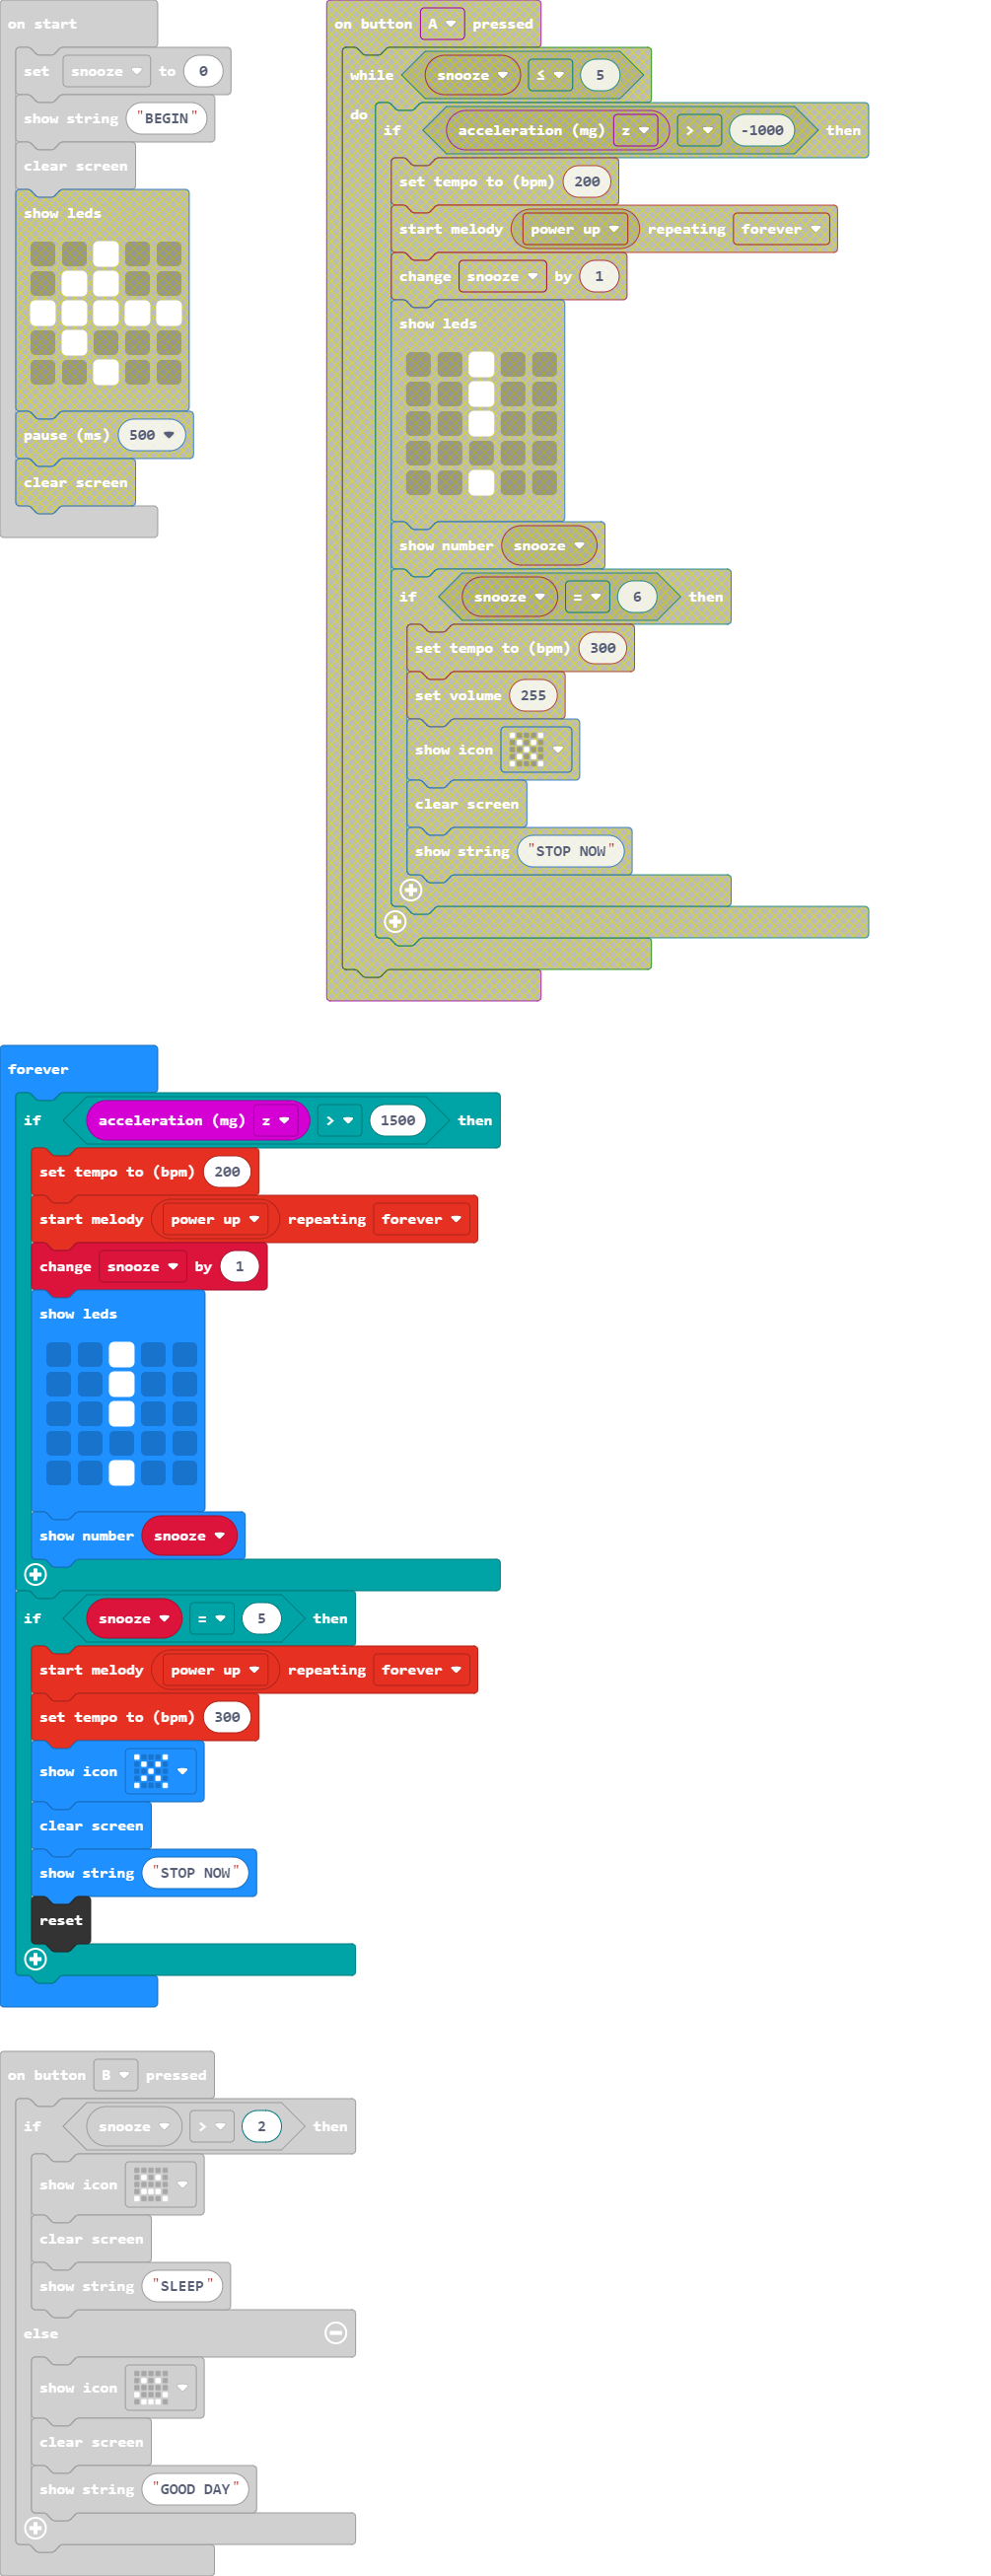 on start
set snooze to 0
show string "BEGIN"
clear screen
show leds
pause (ms) 500
clear screen
on button A pressed
while snooze ≤ 5
do
if acceleration (mg) z > -1000 then
set tempo to (bpm) 200
start melody power up repeating forever
change snooze by 1
show leds
show number snooze
if snooze = 6 then
set tempo to (bpm) 300
set volume 255
show icon
clear screen
show string "STOP NOW"
forever
if acceleration (mg) z > 1500 then
set tempo to (bpm) 200
start melody power up repeating forever
change snooze by 1
show leds
show number snooze
if snooze = 5 then
start melody power up repeating forever
set tempo to (bpm) 300
show icon
clear screen
show string "STOP NOW"
reset
on button B pressed
if snooze > 2 then
show icon
clear screen
show string "SLEEP"
else
show icon
clear screen
show string "GOOD DAY"